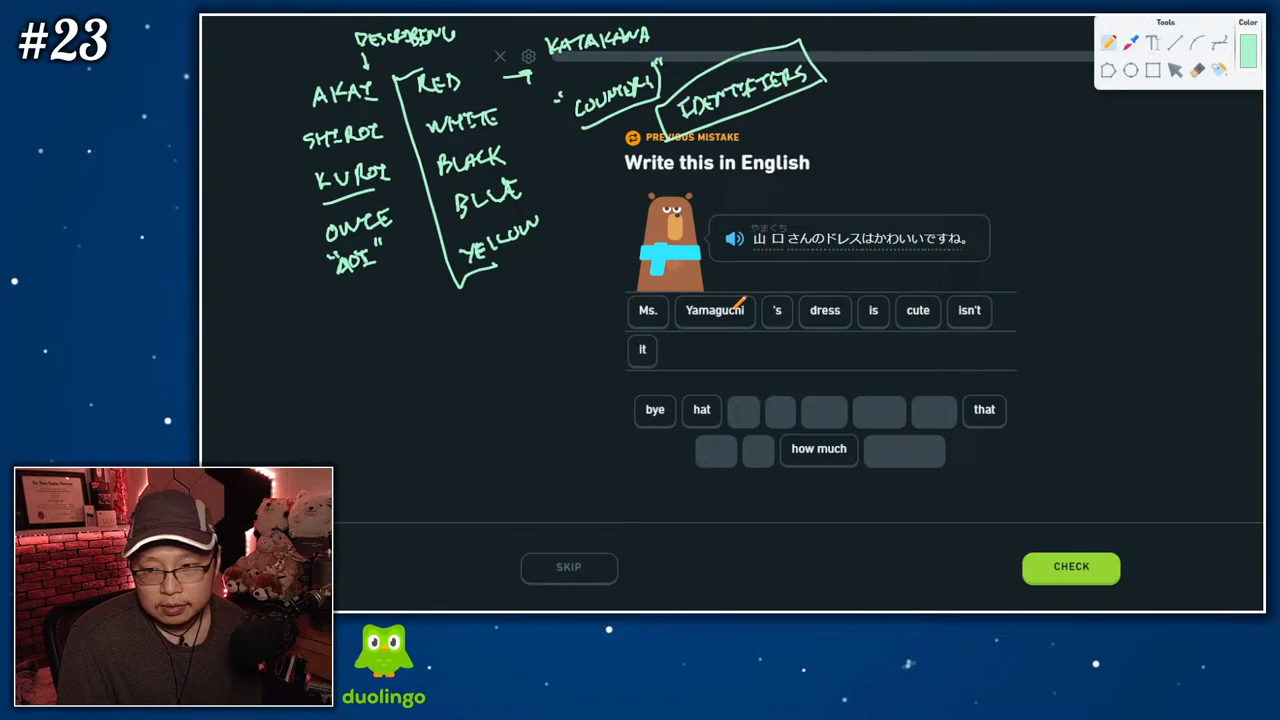 #23
DESCRIBING
KATAKANA
AKAI
RED
"COUNTORI"
IDENTIFIERS
SHIROI
WHITE
KUROI
BLACK
BLUE
"AOI"
YELLOW
Tools
Color
PREVIOUS MISTAKE
Write this in English
やまぐち
山口さんのドレスはかわいいですね。
Ms. Yamaguchi 's dress is cute isn't
it
bye hat that
how much
SKIP
CHECK
duolingo